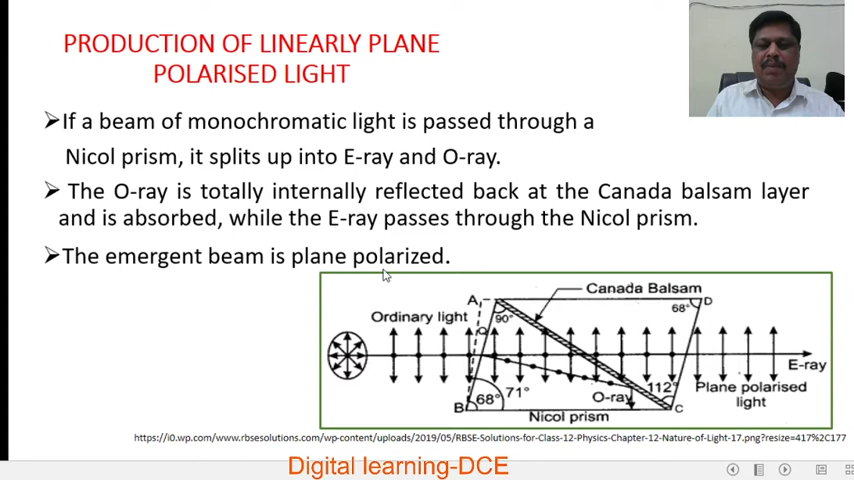 PRODUCTION OF LINEARLY PLANE
POLARISED LIGHT
➢If a beam of monochromatic light is passed through a
Nicol prism, it splits up into E-ray and O-ray.
➢ The O-ray is totally internally reflected back at the Canada balsam layer
and is absorbed, while the E-ray passes through the Nicol prism.
➢The emergent beam is plane polarized.
Canada Balsam
A
D
68°
90°
Ordinary light
E-ray
112°
Plane polarised
light
71°
68°
O-ray
B
C
Nicol prism
https://i0.wp.com/www.rbsesolutions.com/wp-content/uploads/2019/05/RBSE-Solutions-for-Class-12-Physics-Chapter-12-Nature-of-Light-17.png?resize=417%2C177
Digital learning-DCE